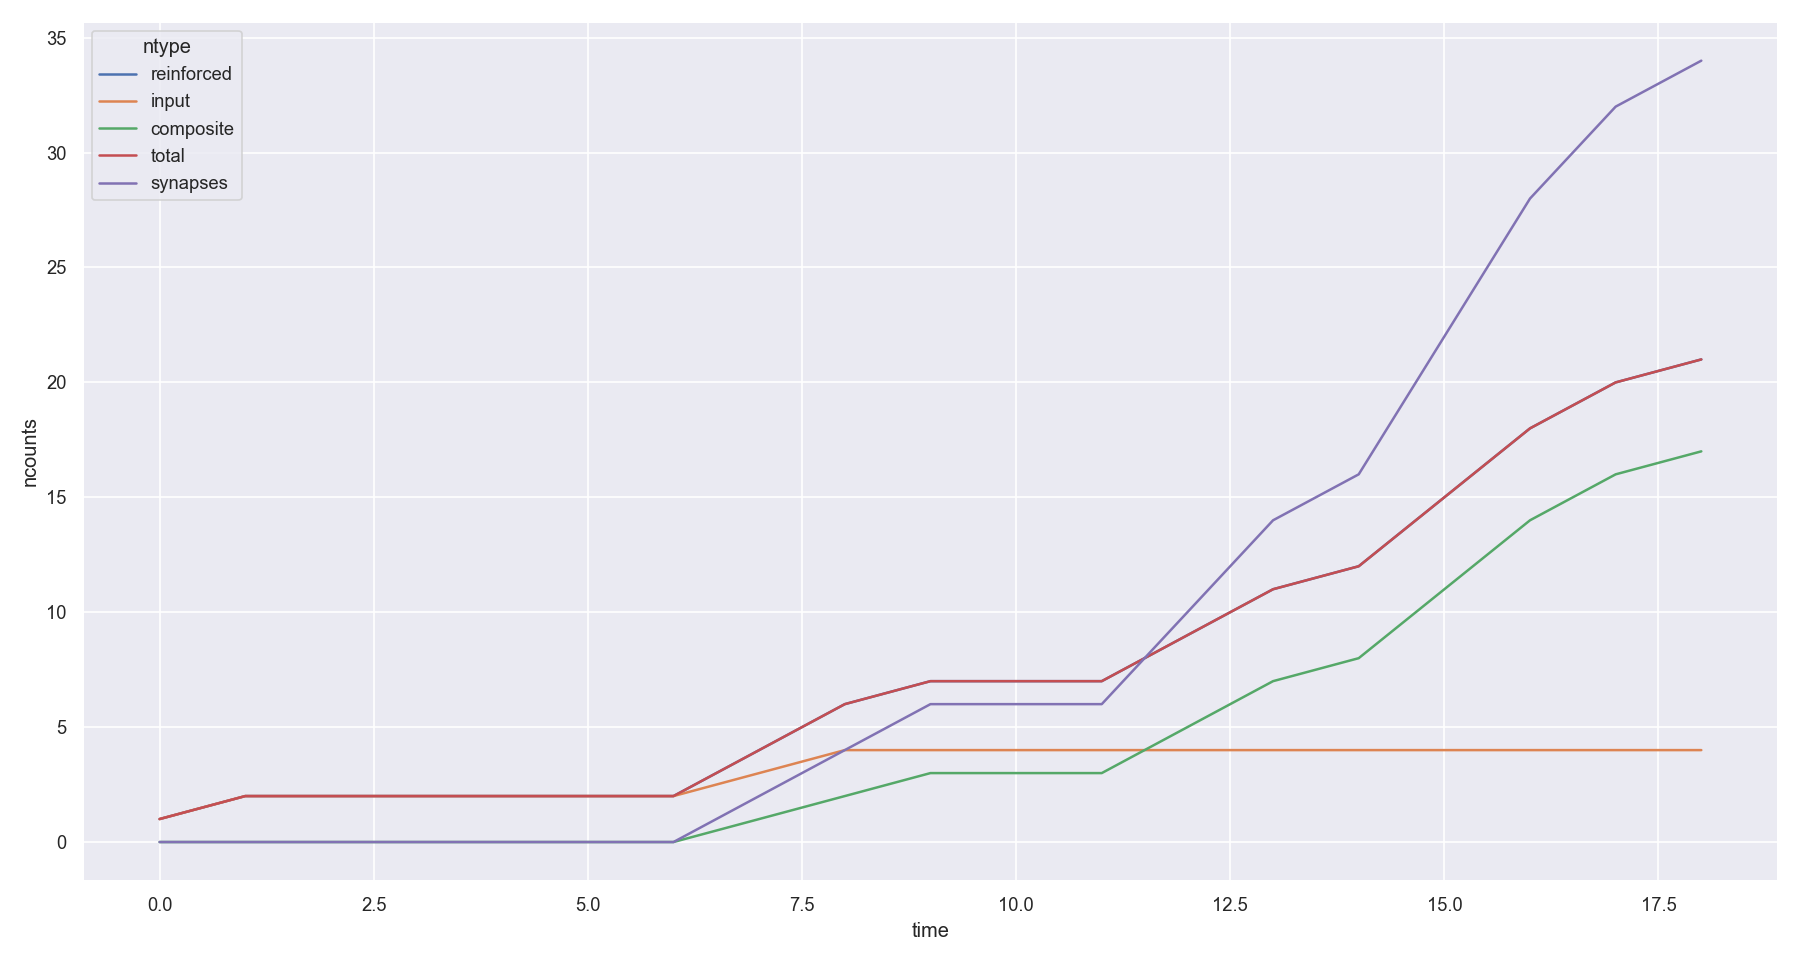 ntype
reinforced
input
composite
total
synapses
35
30
25
20
15
10
5
0
ncounts
0.0 2.5 5.0 7.5 10.0 12.5 15.0 17.5
time